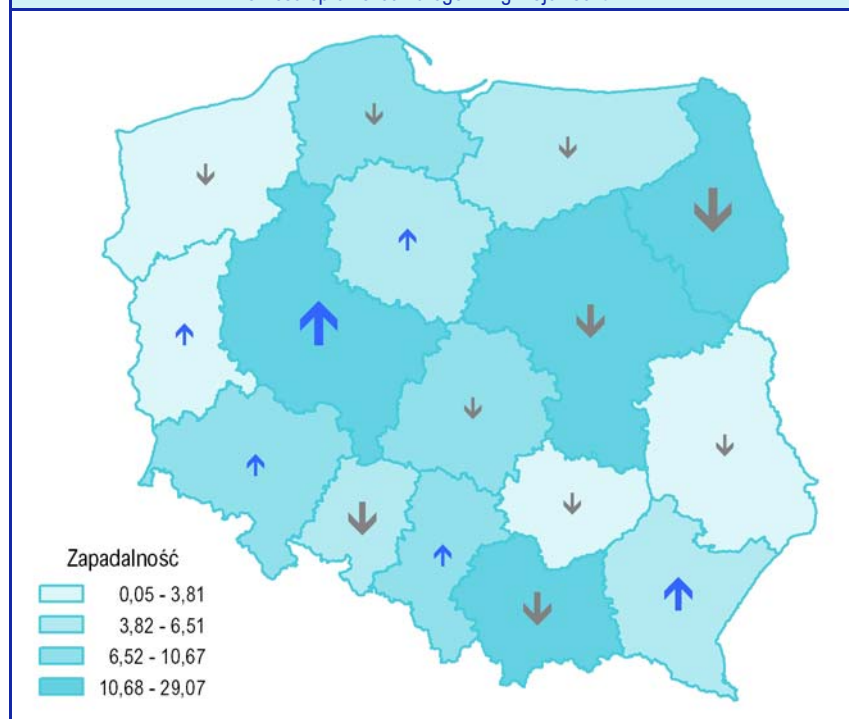 Zapadalność
0,05 - 3,81
3,82 - 6,51
6,52 - 10,67
10,68 - 29,07